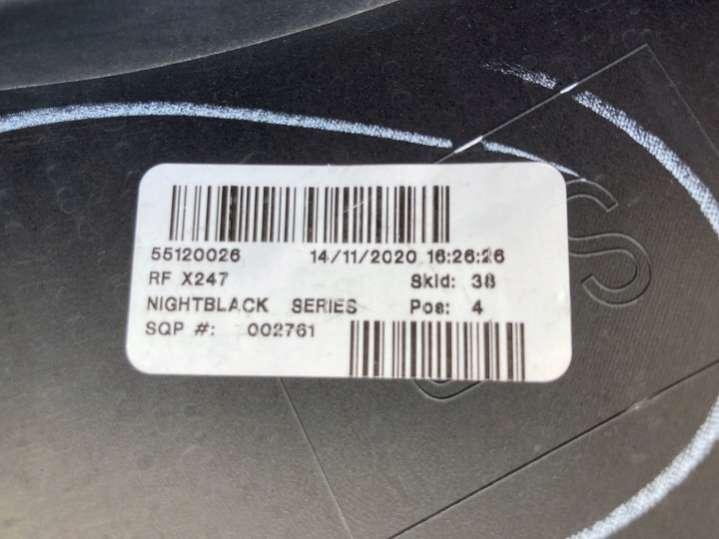 55120026 14/11/2020 16:26:26
RF X247 Skid: 38
NIGHTBLACK SERIES Pos: 4
SQP #: 002761